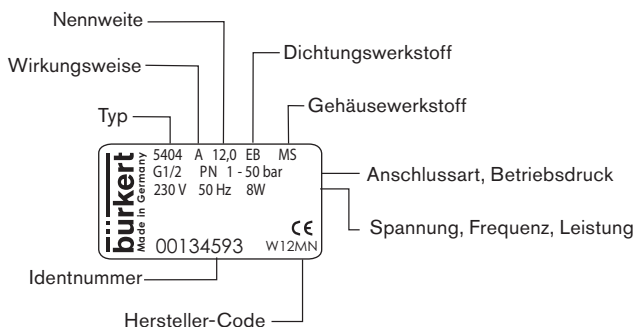 Nennweite
Dichtungswerkstoff
Wirkungsweise
Gehäusewerkstoff
Typ
bürkert
Made in Germany
5404 A 12,0 EB MS
G1/2 PN 1 - 50 bar
230 V 50 Hz 8W
CE
00134593 W12MN
Anschlussart, Betriebsdruck
Spannung, Frequenz, Leistung
Identnummer
Hersteller-Code